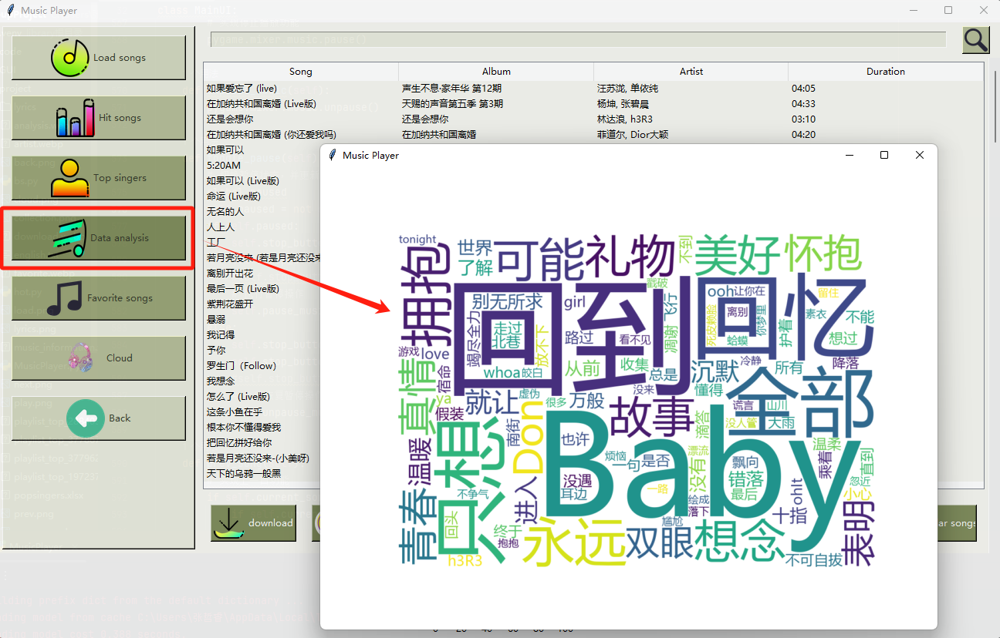 Music Player
Load songs
Hit songs
Top singers
Data analysis
Favorite songs
Cloud
Back
Song Album Artist Duration
如果爱忘了 (live) 声生不息·家年华 第12期 汪苏泷, 单依纯 04:05
在加纳共和国离婚 (Live版) 天赐的声音第五季 第3期 杨坤, 张碧晨 04:33
还是会想你 还是会想你 林达浪, h3R3 03:10
在加纳共和国离婚 (你还爱我吗) 在加纳共和国离婚 菲道尔, Dior大颖 04:20
如果可以
5:20AM
如果可以 (Live版)
命运 (Live版)
无名的人
人上人
工厂
若月亮没来 (若是月亮还没来
离别开出花
最后一页 (Live版)
紫荆花盛开
悬溺
我记得
予你
罗生门（Follow）
我想念
怎么了 (Live版)
这条小鱼在乎
根本你不懂得爱我
把回忆拼好给你
若是月亮还没来-(小美呀)
天下的乌鸦一般黑
download
ar songs
Music Player
tonight
拥抱
世界
了解
可能
礼物
不到
美好
怀抱
别无所求
girl
回到
戳破
飞行
ooh
让你在
回忆
留住
离别
你梦里
死皮赖脸
蛤蟆
护着
素衣
不能
想过
竭尽全力
走过
北巷
放不下
路过
看不见
凋谢
游戏
love
真情
宿命
whoa
皎白
从前
收集
总是
沉默
冷静
所有
降落
懂得
没来
全部
ya
假装
就让
虚伪
很多
万般
故事
谎言
山川
没人管
大雨
滴答
Don
南街
只想
温暖
也许
Baby
烦恼
一句
是否
漂流
没有
飘向
错落
最后
温柔
乘着
直到
忽近
小心
没遇
耳边
一路
绘成
落下
ohIt
十指
表明
青春
不争气
回头
进入
终于
抱抱
永远
尴尬
双眼
想念
不可自拔
h3R3
0 20 40 60 80 100